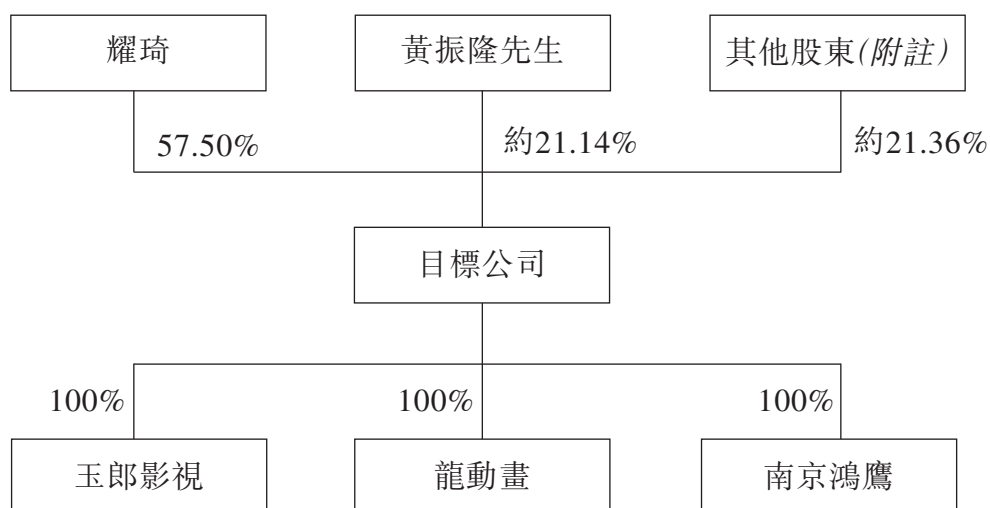 耀琦
黃振隆先生
其他股東(附註)
57.50%
約21.14%
約21.36%
目標公司
100%
100%
100%
玉郎影視
龍動畫
南京鴻鷹